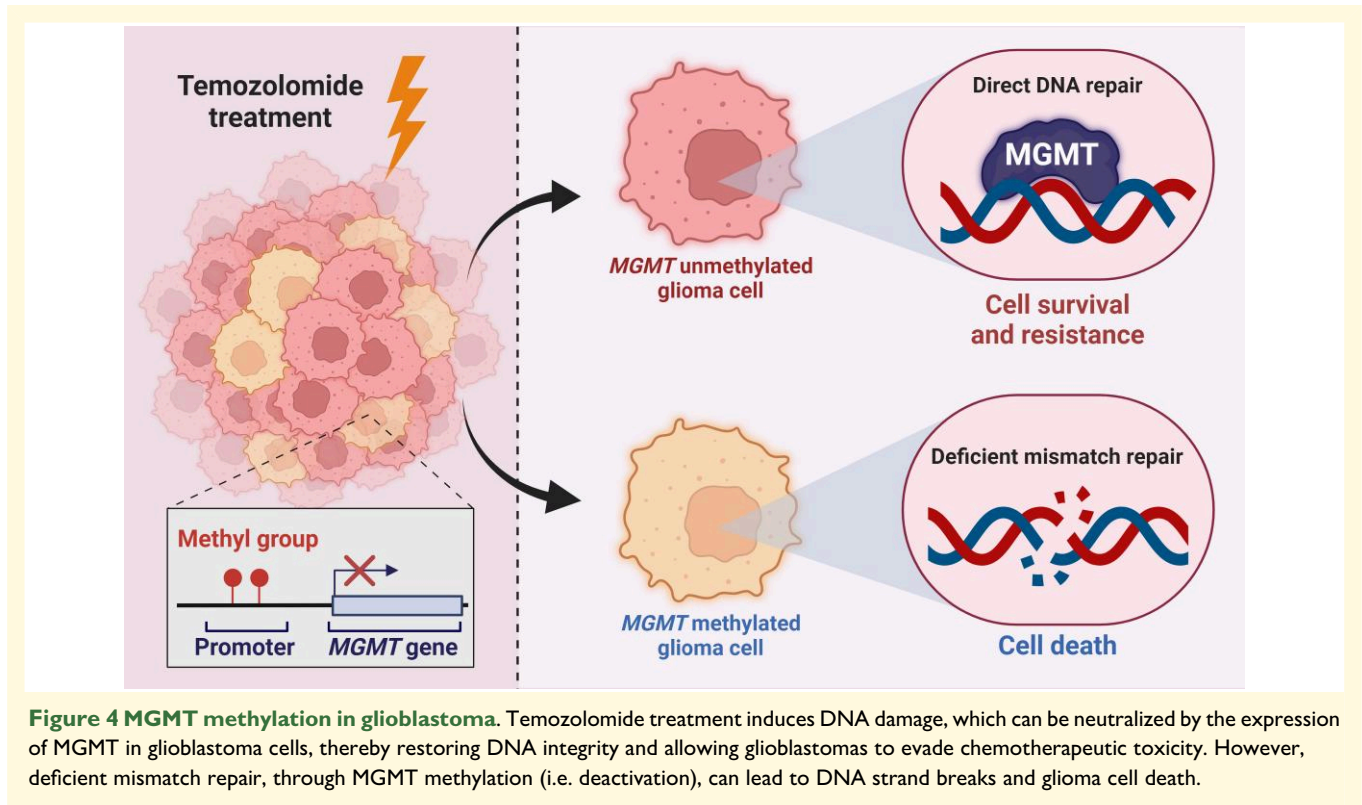 Temozolomide
treatment
Methyl group
Promoter
MGMT gene
MGMT unmethylated
glioma cell
Direct DNA repair
MGMT
Cell survival
and resistance
MGMT methylated
glioma cell
Deficient mismatch repair
Cell death
Figure 4 MGMT methylation in glioblastoma. Temozolomide treatment induces DNA damage, which can be neutralized by the expression
of MGMT in glioblastoma cells, thereby restoring DNA integrity and allowing glioblastomas to evade chemotherapeutic toxicity. However,
deficient mismatch repair, through MGMT methylation (i.e. deactivation), can lead to DNA strand breaks and glioma cell death.